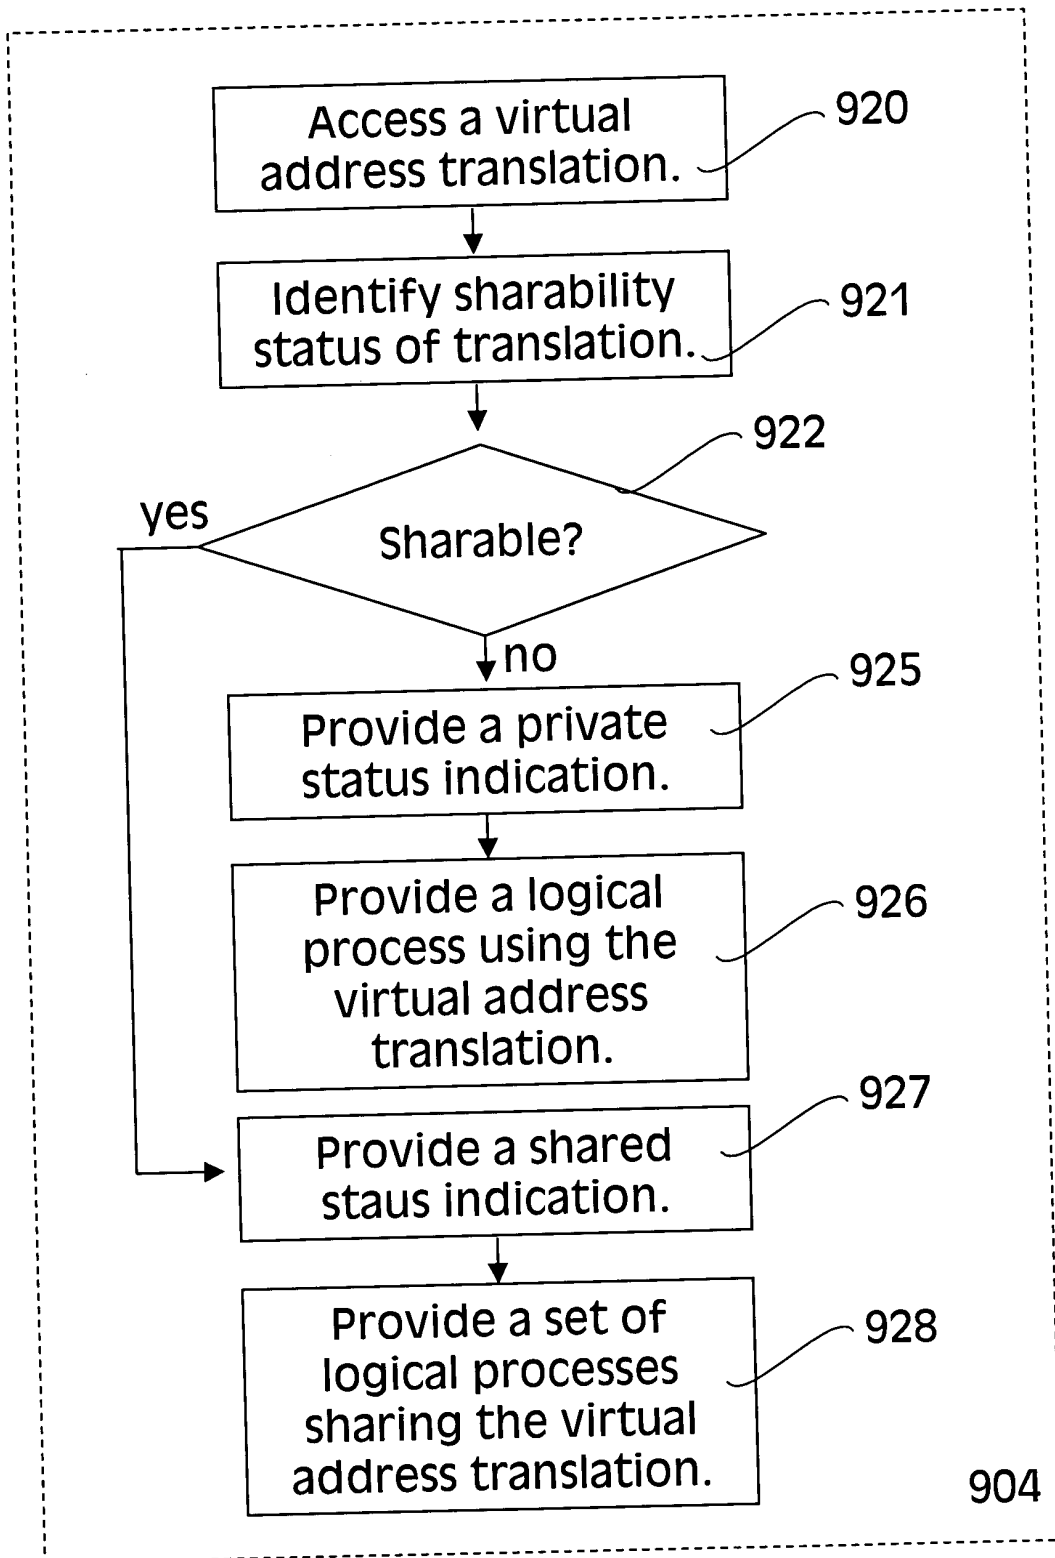 Access a virtual
address translation.
920
Identify sharability
status of translation.
921
922
yes
Sharable?
no
925
Provide a private
status indication.
Provide a logical
process using the
virtual address
translation.
926
927
Provide a shared
staus indication.
Provide a set of
logical processes
sharing the virtual
address translation.
928
904